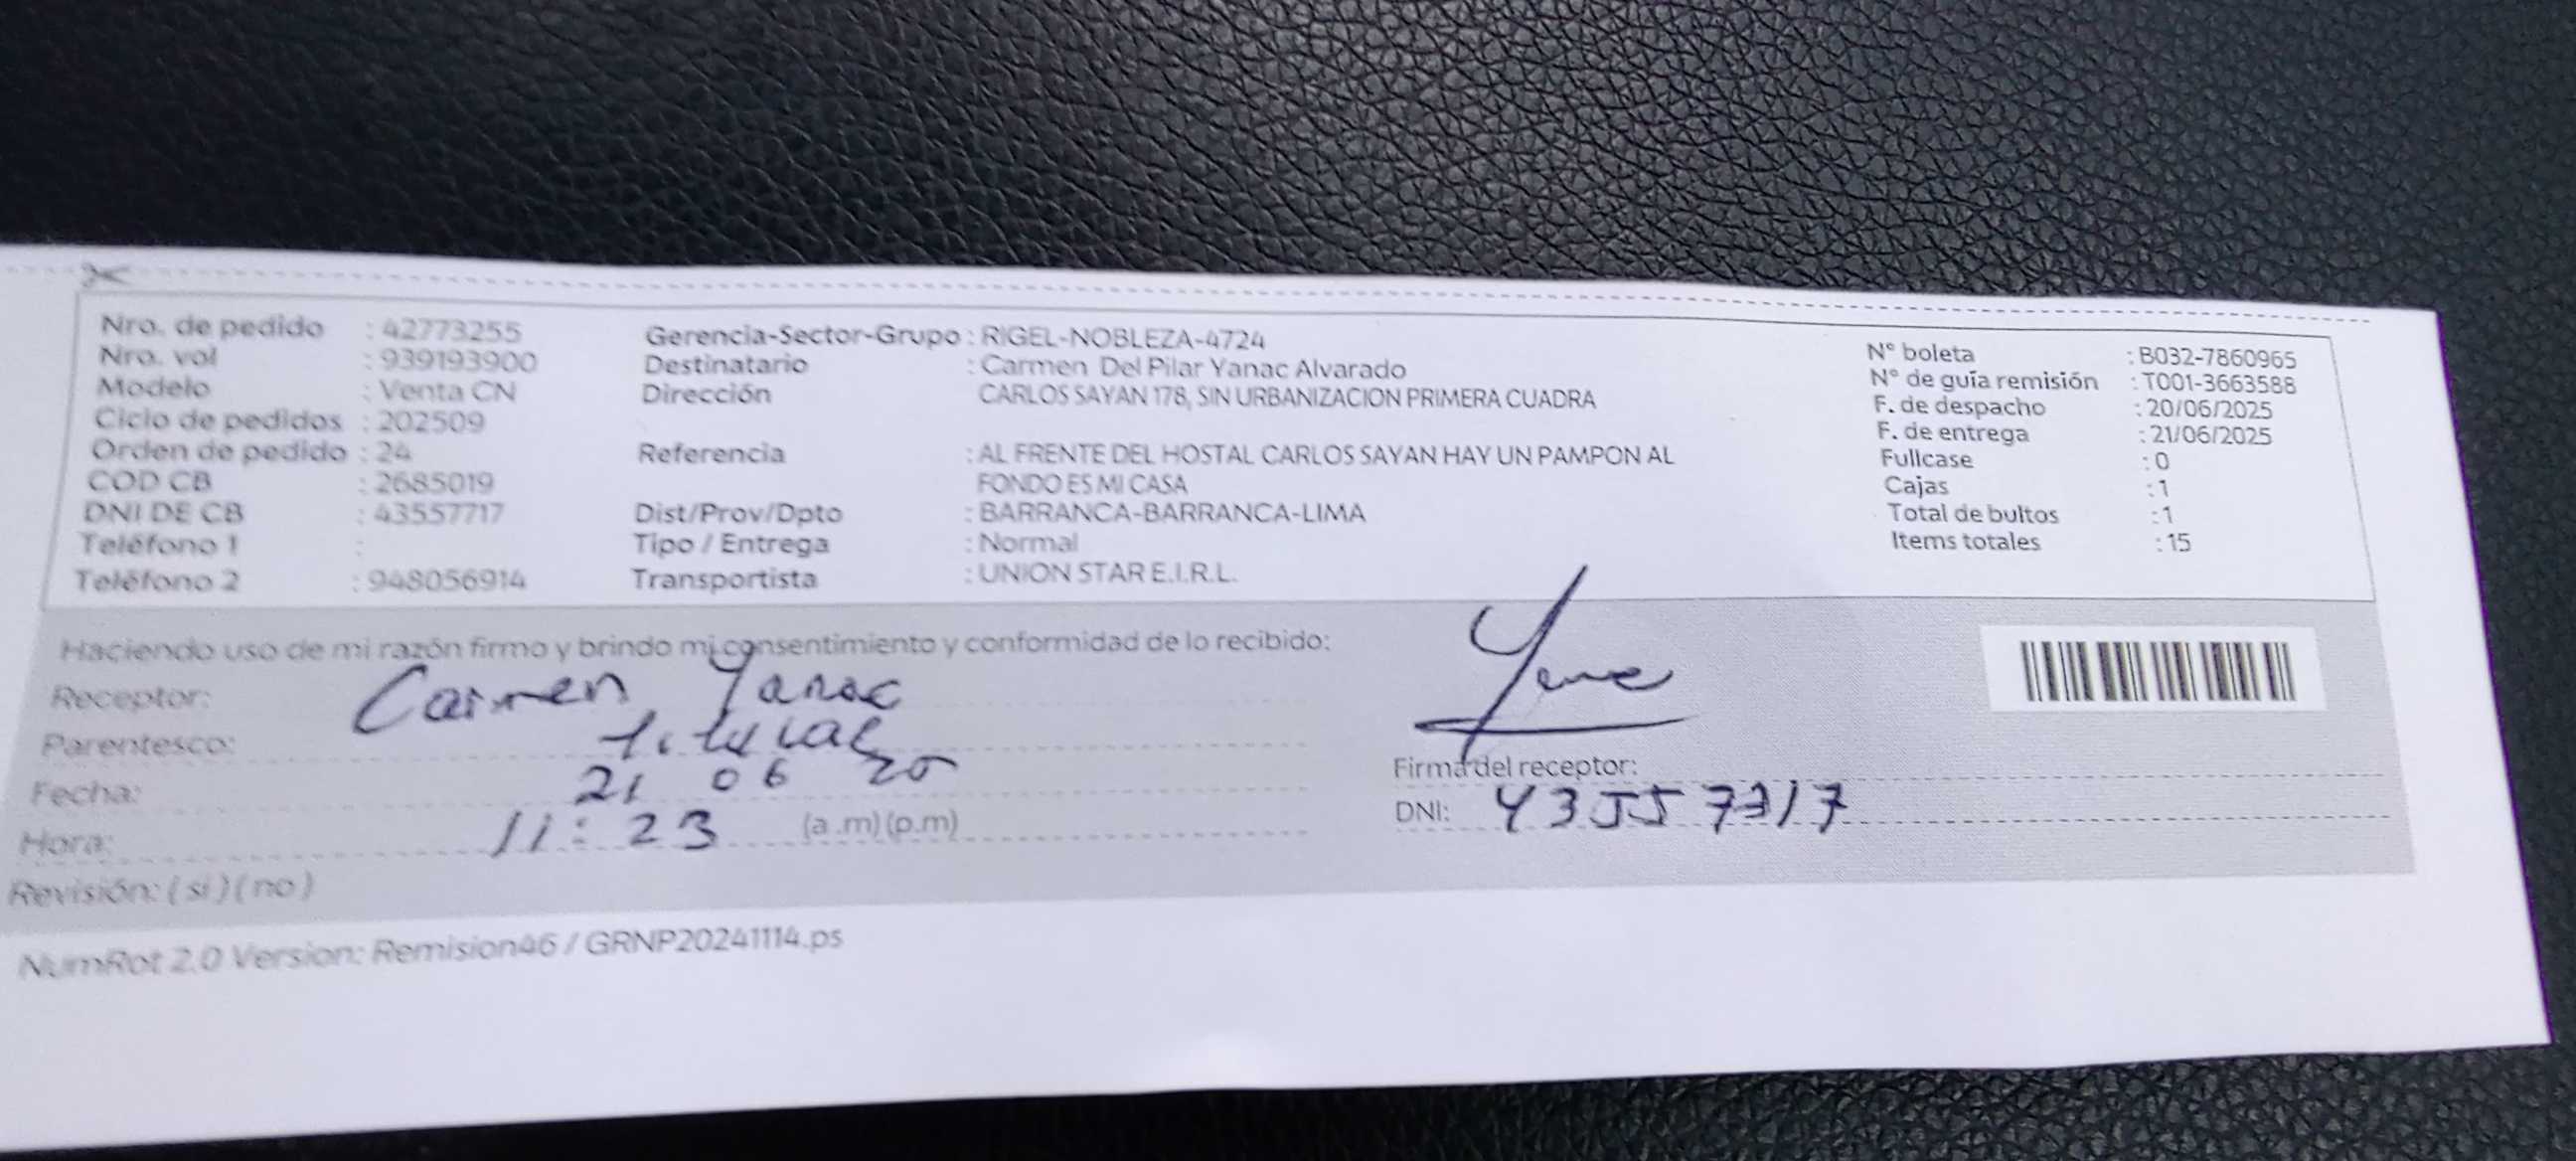 Nro. de pedido : 42773255
Nro. vol : 939193900
Modelo : Venta CN
Ciclo de pedidos : 202509
Orden de pedido : 24
COD CB : 2685019
DNI DE CB : 43557717
Teléfono 1 :
Teléfono 2 : 948056914
Gerencia-Sector-Grupo : RIGEL-NOBLEZA-4724
Destinatario : Carmen Del Pilar Yanac Alvarado
Dirección CARLOS SAYAN 178, SIN URBANIZACION PRIMERA CUADRA
Referencia : AL FRENTE DEL HOSTAL CARLOS SAYAN HAY UN PAMPON AL
FONDO ES MI CASA
Dist/Prov/Dpto : BARRANCA-BARRANCA-LIMA
Tipo / Entrega : Normal
Transportista : UNION STAR E.I.R.L.
N° boleta : B032-7860965
N° de guía remisión : T001-3663588
F. de despacho : 20/06/2025
F. de entrega : 21/06/2025
Fullcase : 0
Cajas : 1
Total de bultos : 1
Items totales : 15
Haciendo uso de mi razón firmo y brindo mi consentimiento y conformidad de lo recibido:
Receptor: Carmen Yanac
Parentesco: Titular
Fecha: 21 06
Hora: 11:23 (a.m) (p.m)
Revisión: ( si ) ( no )
Firma del receptor:
DNI: 43557717
NumRot 2.0 Version: Remision46 / GRNP20241114.ps